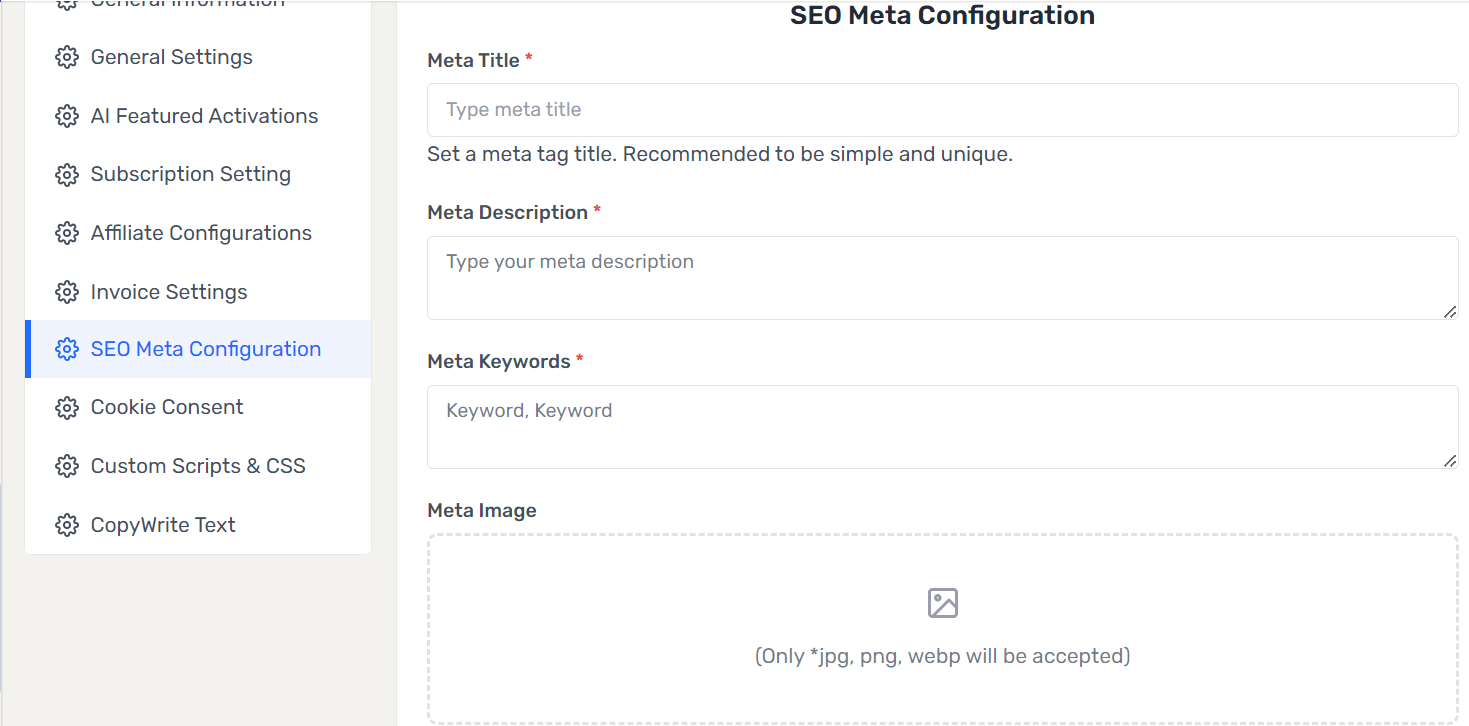 General Information
General Settings
AI Featured Activations
Subscription Setting
Affiliate Configurations
Invoice Settings
SEO Meta Configuration
Cookie Consent
Custom Scripts & CSS
CopyWrite Text
SEO Meta Configuration
Meta Title *
Type meta title
Set a meta tag title. Recommended to be simple and unique.
Meta Description *
Type your meta description
Meta Keywords *
Keyword, Keyword
Meta Image
(Only *jpg, png, webp will be accepted)